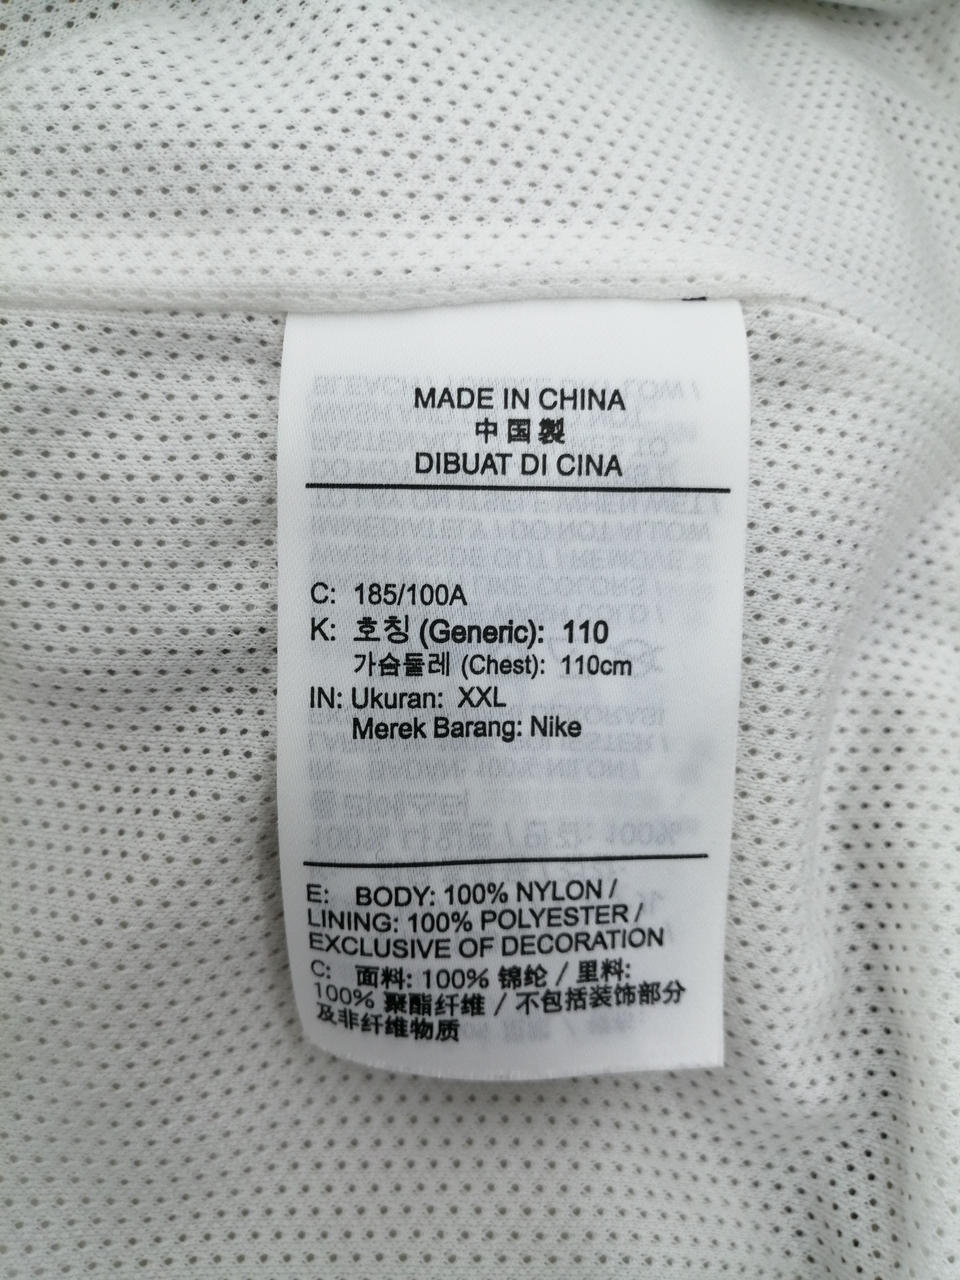 MADE IN CHINA
中国製
DIBUAT DI CINA
C: 185/100A
K: 호칭 (Generic): 110
가슴둘레 (Chest): 110cm
IN: Ukuran: XXL
Merek Barang: Nike
E: BODY: 100% NYLON /
LINING: 100% POLYESTER /
EXCLUSIVE OF DECORATION
C: 面料: 100% 锦纶 / 里料:
100% 聚酯纤维 / 不包括装饰部分
及非纤维物质